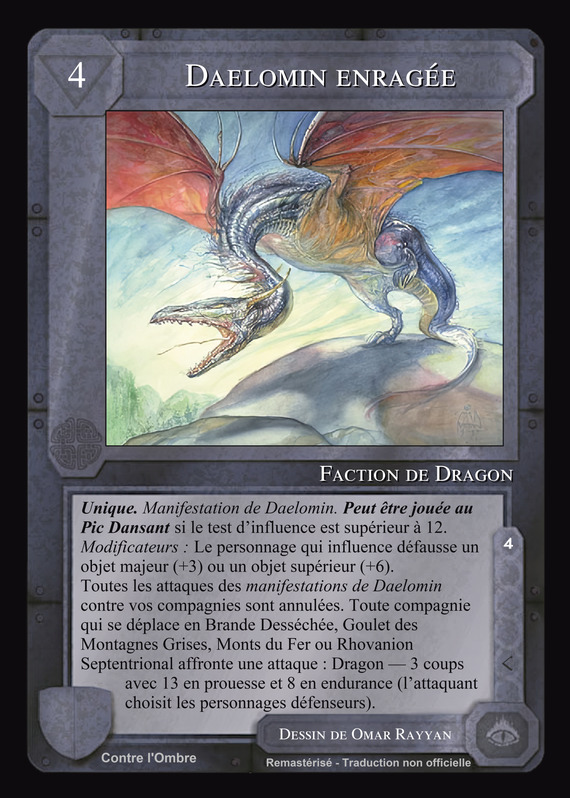 4
Daelomin enragée
Faction de Dragon
Unique. Manifestation de Daelomin. Peut être jouée au
Pic Dansant si le test d'influence est supérieur à 12.
Modificateurs : Le personnage qui influence défausse un
objet majeur (+3) ou un objet supérieur (+6).
Toutes les attaques des manifestations de Daelomin
contre vos compagnies sont annulées. Toute compagnie
qui se déplace en Brande Desséchée, Goulet des
Montagnes Grises, Monts du Fer ou Rhovanion
Septentrional affronte une attaque : Dragon — 3 coups
avec 13 en prouesse et 8 en endurance (l'attaquant
choisit les personnages défenseurs).
4
Dessin de Omar Rayyan
Contre l'Ombre
Remastérisé - Traduction non officielle